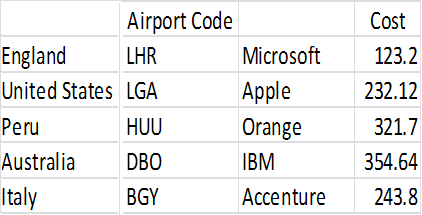 Airport Code Cost
England LHR Microsoft 123.2
United States LGA Apple 232.12
Peru HUU Orange 321.7
Australia DBO IBM 354.64
Italy BGY Accenture 243.8